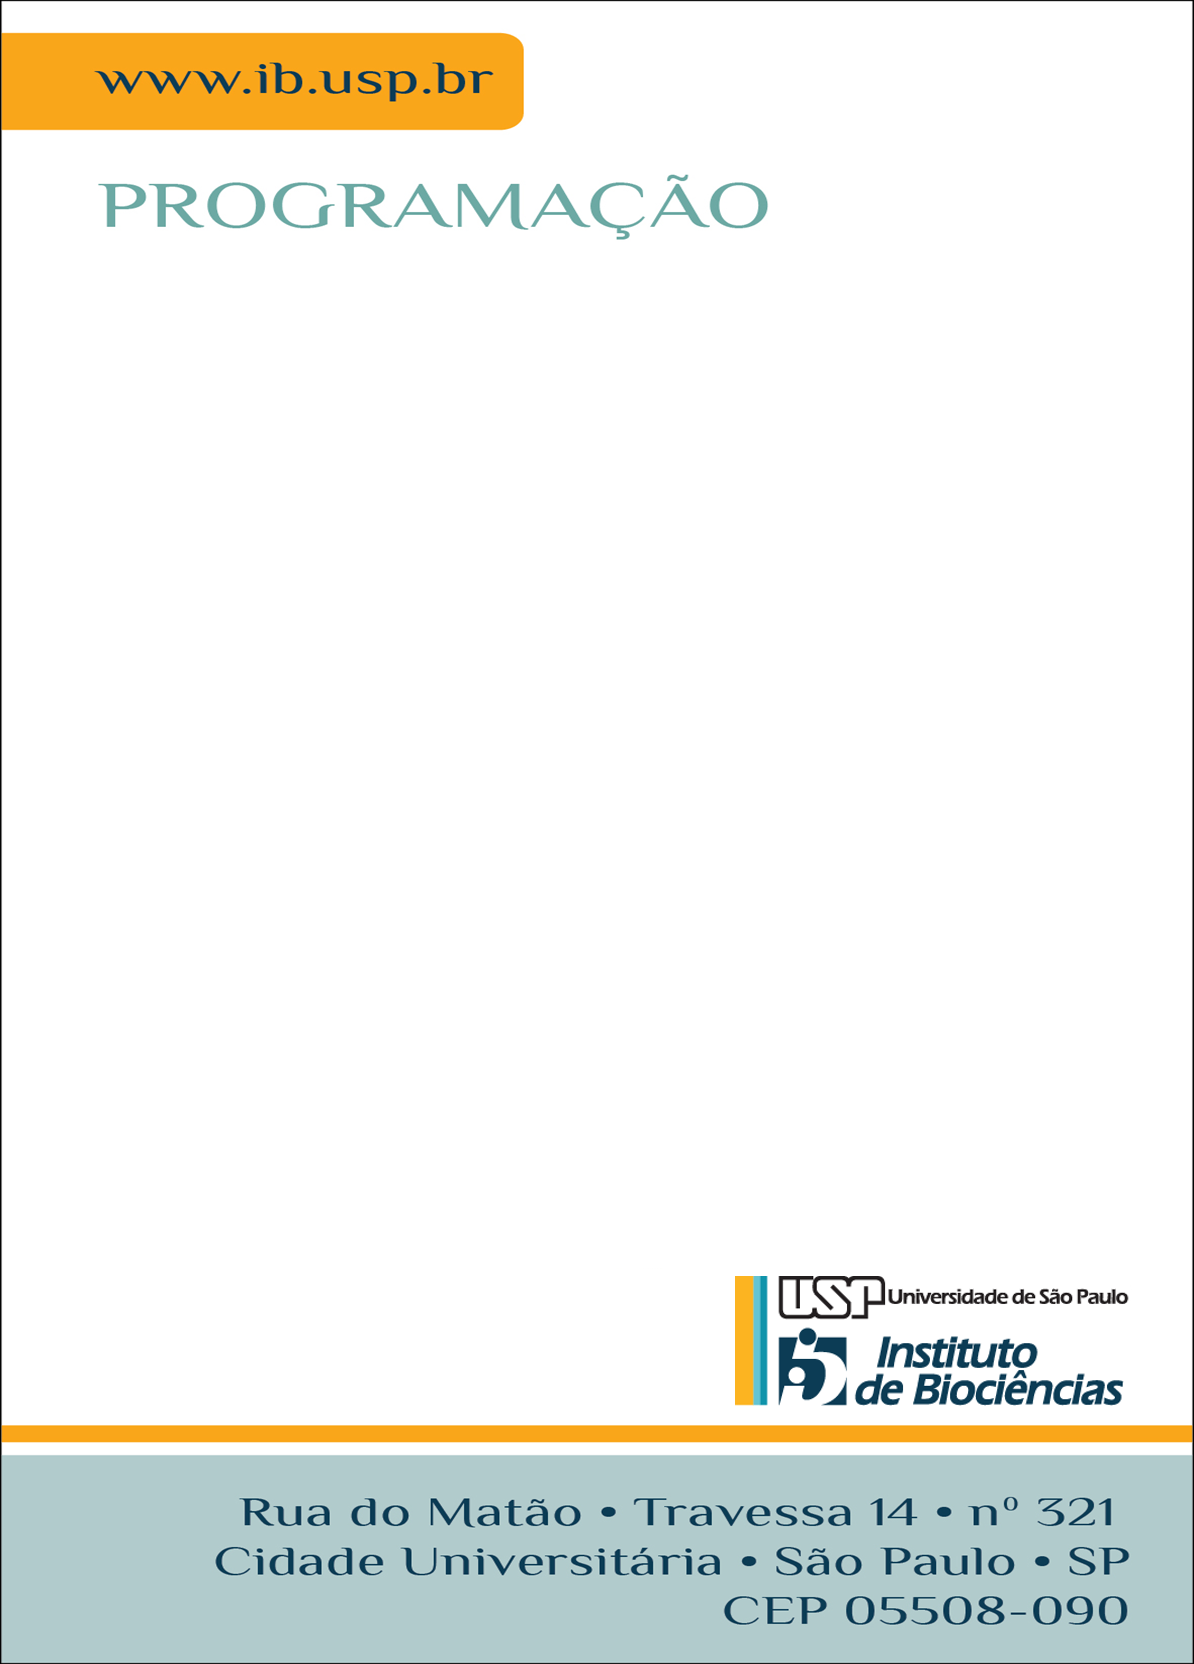 www.ib.usp.br
PROGRAMAÇÃO
USP Universidade de São Paulo
Instituto
de Biociências
Rua do Matão • Travessa 14 • nº 321
Cidade Universitária • São Paulo • SP
CEP 05508-090